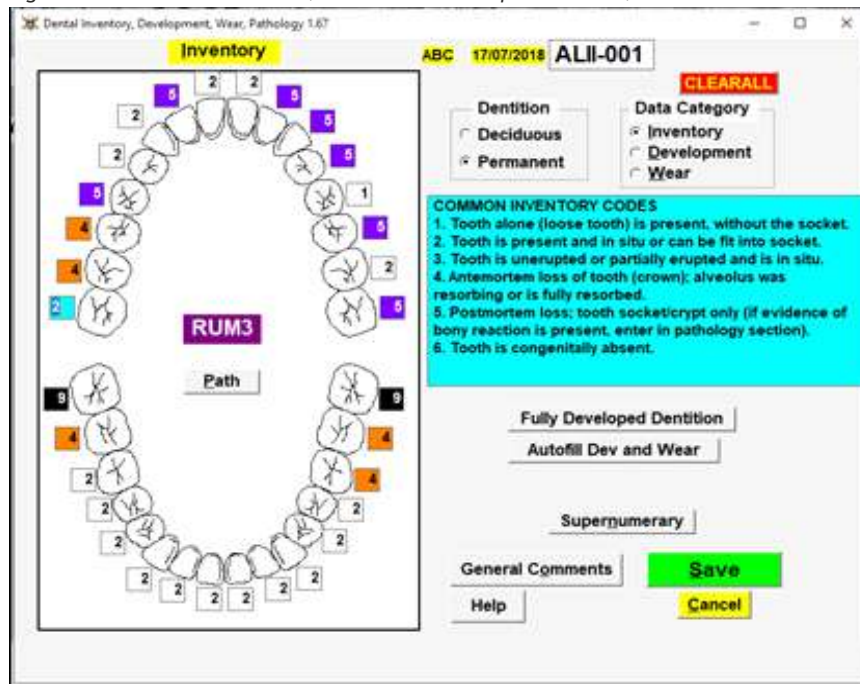 Dental Inventory, Development, Wear, Pathology 1.67
Inventory
ABC 17/07/2018 ALII-001
CLEARALL
Dentition
Deciduous
Permanent
Data Category
Inventory
Development
Wear
COMMON INVENTORY CODES
1. Tooth alone (loose tooth) is present, without the socket.
2. Tooth is present and in situ or can be fit into socket.
3. Tooth is unerupted or partially erupted and is in situ.
4. Antemortem loss of tooth (crown); alveolus was
resorbing or is fully resorbed.
5. Postmortem loss; tooth socket/crypt only (if evidence of
bony reaction is present, enter in pathology section).
6. Tooth is congenitally absent.
2 2
5 5
2 5
2 5
5 1
4 5
4 2
2 5
RUM3
Path
9 9
4 4
2 4
2 2
2 2
2 2
2 2
2 2
Fully Developed Dentition
Autofill Dev and Wear
Supernumerary
General Comments
Save
Help
Cancel